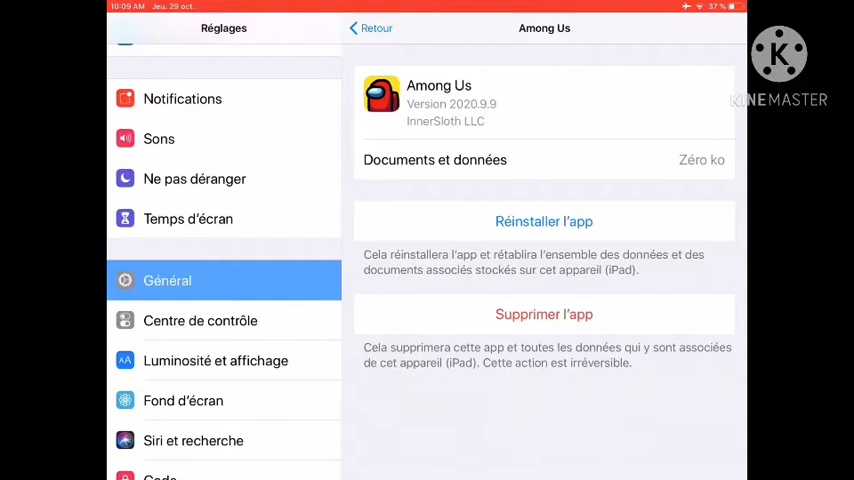 10:09 AM Jeu. 29 oct.
37 %
Réglages
Retour
Among Us
K
KINEMASTER
Notifications
Sons
Ne pas déranger
Temps d'écran
Général
Centre de contrôle
AA
Luminosité et affichage
Fond d'écran
Siri et recherche
Among Us
Version 2020.9.9
InnerSloth LLC
Documents et données
Zéro ko
Réinstaller l'app
Cela réinstallera l'app et rétablira l'ensemble des données et des
documents associés stockés sur cet appareil (iPad).
Supprimer l'app
Cela supprimera cette app et toutes les données qui y sont associées
de cet appareil (iPad). Cette action est irréversible.